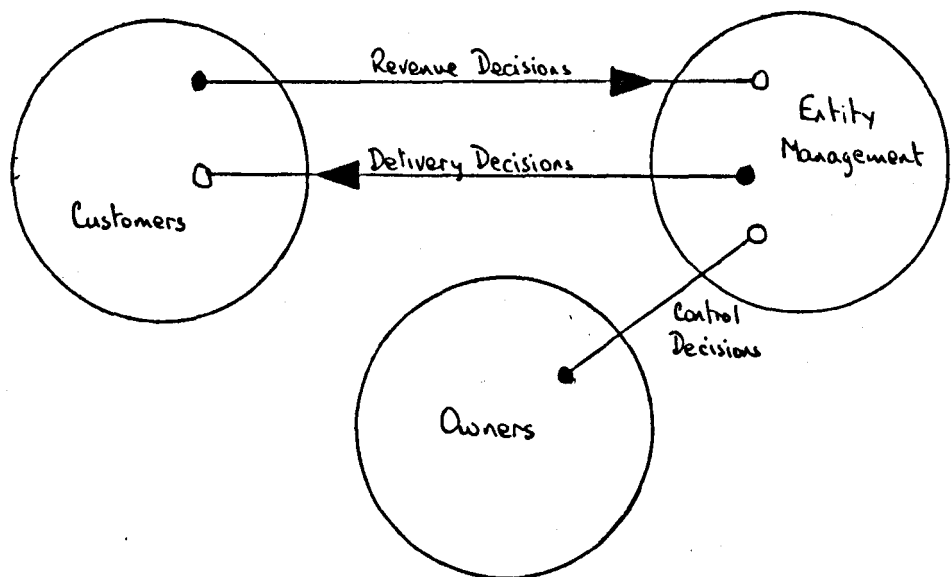 Revenue Decisions
Entity
Management
Delivery Decisions
Customers
Control
Decisions
Owners